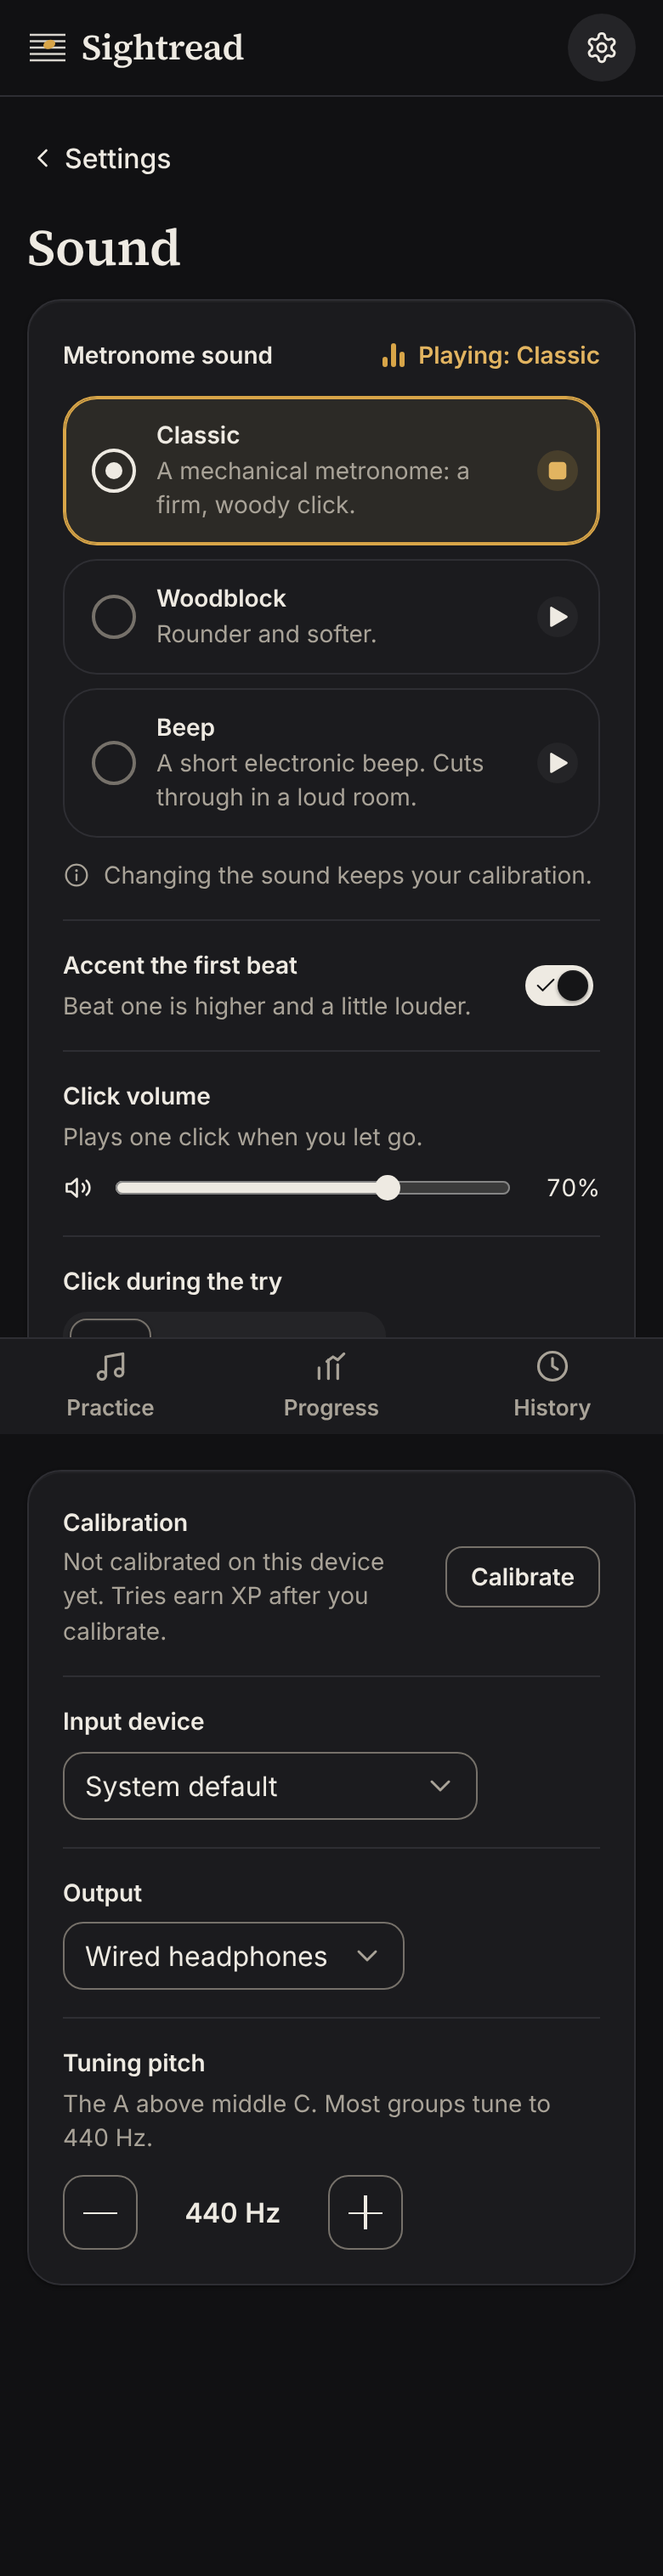 Sightread
Settings
Sound
Metronome sound
Playing: Classic
Classic
A mechanical metronome: a
firm, woody click.
Woodblock
Rounder and softer.
Beep
A short electronic beep. Cuts
through in a loud room.
Changing the sound keeps your calibration.
Accent the first beat
Beat one is higher and a little louder.
Click volume
Plays one click when you let go.
70%
Click during the try
Practice
Progress
History
Calibration
Not calibrated on this device
yet. Tries earn XP after you
calibrate.
Calibrate
Input device
System default
Output
Wired headphones
Tuning pitch
The A above middle C. Most groups tune to
440 Hz.
440 Hz